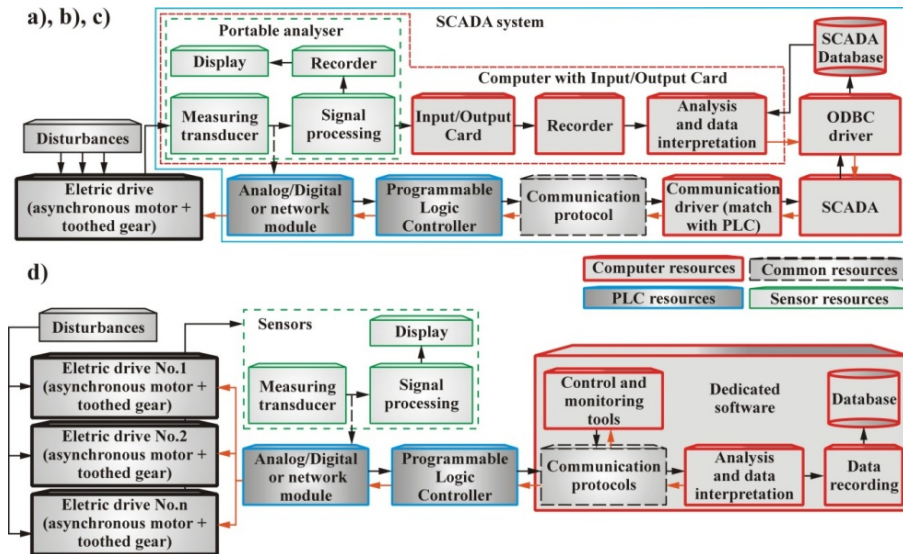 a), b), c)
SCADA system
Portable analyser
Display
Recorder
Computer with Input/Output Card
SCADA
Database
Disturbances
Measuring
transducer
Signal
processing
Input/Output
Card
Recorder
Analysis
and data
interpretation
ODBC
driver
Eletric drive
(asynchronous motor +
toothed gear)
Analog/Digital
or network
module
Programmable
Logic
Controller
Communication
protocol
Communication
driver (match
with PLC)
SCADA
d)
Computer resources
Common resources
PLC resources
Sensor resources
Disturbances
Sensors
Display
Measuring
transducer
Signal
processing
Eletric drive No.1
(asynchronous motor +
toothed gear)
Eletric drive No.2
(asynchronous motor +
toothed gear)
Eletric drive No.n
(asynchronous motor +
toothed gear)
Analog/Digital
or network
module
Programmable
Logic
Controller
Control and
monitoring
tools
Dedicated
software
Database
Communication
protocols
Analysis
and data
interpretation
Data
recording